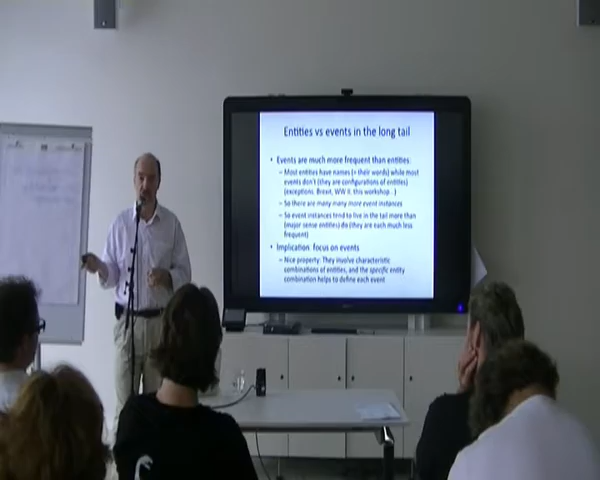 Entities vs events in the long tail
• Events are much more frequent than entities
– Most entities have names (= their words) while most
events don't (they are configurations of entities)
(exceptions: Brexit, WW II, this workshop...)
– So there are many many more event instances
– So event instances tend to live in the tail more than
(major sense entities) do (they are each much less
frequent)
• Implication: focus on events
– Nice property: They involve characteristic
combinations of entities, and the specific entity
combination helps to define each event